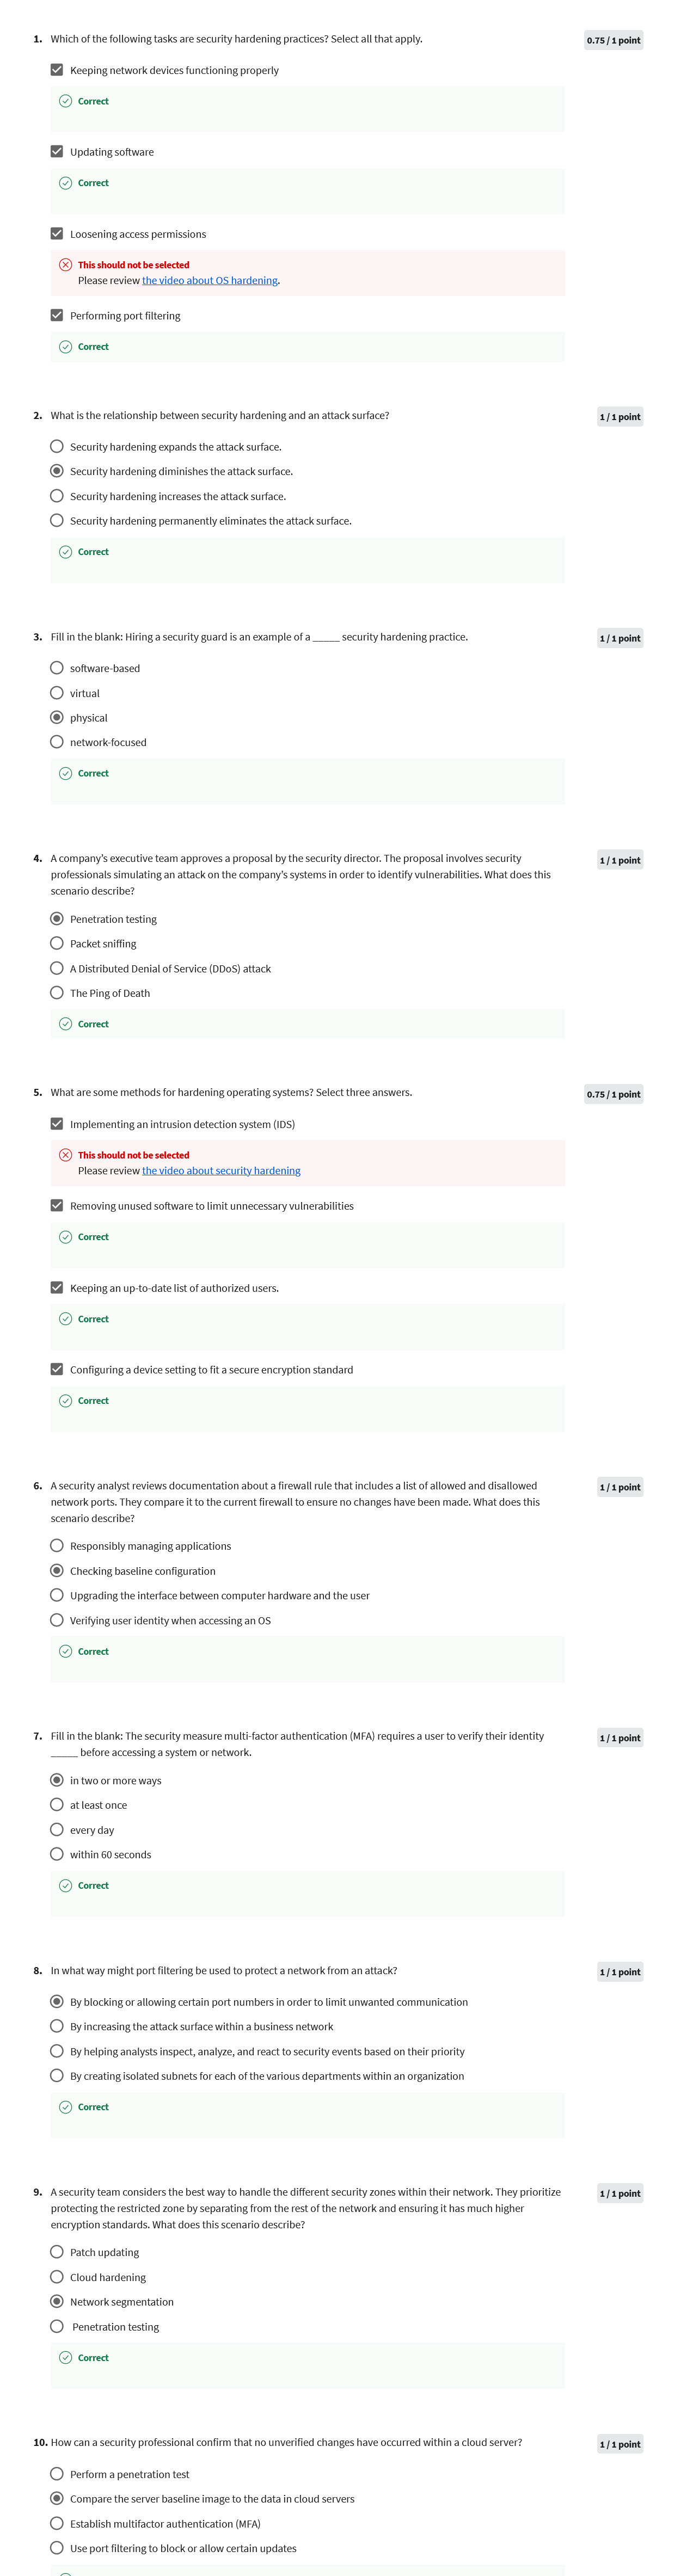 1. Which of the following tasks are security hardening practices? Select all that apply.
0.75 / 1 point
Keeping network devices functioning properly
Correct
Updating software
Correct
Loosening access permissions
This should not be selected
Please review the video about OS hardening.
Performing port filtering
Correct
2. What is the relationship between security hardening and an attack surface?
1 / 1 point
Security hardening expands the attack surface.
Security hardening diminishes the attack surface.
Security hardening increases the attack surface.
Security hardening permanently eliminates the attack surface.
Correct
3. Fill in the blank: Hiring a security guard is an example of a _____ security hardening practice.
1 / 1 point
software-based
virtual
physical
network-focused
Correct
4. A company's executive team approves a proposal by the security director. The proposal involves security
professionals simulating an attack on the company's systems in order to identify vulnerabilities. What does this
scenario describe?
1 / 1 point
Penetration testing
Packet sniffing
A Distributed Denial of Service (DDoS) attack
The Ping of Death
Correct
5. What are some methods for hardening operating systems? Select three answers.
0.75 / 1 point
Implementing an intrusion detection system (IDS)
This should not be selected
Please review the video about security hardening
Removing unused software to limit unnecessary vulnerabilities
Correct
Keeping an up-to-date list of authorized users.
Correct
Configuring a device setting to fit a secure encryption standard
Correct
6. A security analyst reviews documentation about a firewall rule that includes a list of allowed and disallowed
network ports. They compare it to the current firewall to ensure no changes have been made. What does this
scenario describe?
1 / 1 point
Responsibly managing applications
Checking baseline configuration
Upgrading the interface between computer hardware and the user
Verifying user identity when accessing an OS
Correct
7. Fill in the blank: The security measure multi-factor authentication (MFA) requires a user to verify their identity
_____ before accessing a system or network.
1 / 1 point
in two or more ways
at least once
every day
within 60 seconds
Correct
8. In what way might port filtering be used to protect a network from an attack?
1 / 1 point
By blocking or allowing certain port numbers in order to limit unwanted communication
By increasing the attack surface within a business network
By helping analysts inspect, analyze, and react to security events based on their priority
By creating isolated subnets for each of the various departments within an organization
Correct
9. A security team considers the best way to handle the different security zones within their network. They prioritize
protecting the restricted zone by separating from the rest of the network and ensuring it has much higher
encryption standards. What does this scenario describe?
1 / 1 point
Patch updating
Cloud hardening
Network segmentation
Penetration testing
Correct
10. How can a security professional confirm that no unverified changes have occurred within a cloud server?
1 / 1 point
Perform a penetration test
Compare the server baseline image to the data in cloud servers
Establish multifactor authentication (MFA)
Use port filtering to block or allow certain updates